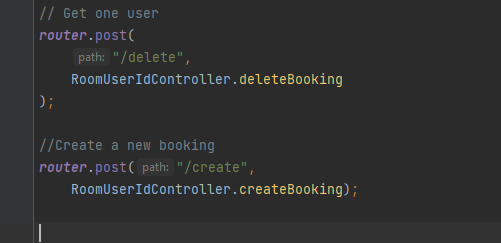 // Get one user
router.post(
path: "/delete",
RoomUserIdController.deleteBooking
);
//Create a new booking
router.post( path: "/create",
RoomUserIdController.createBooking);